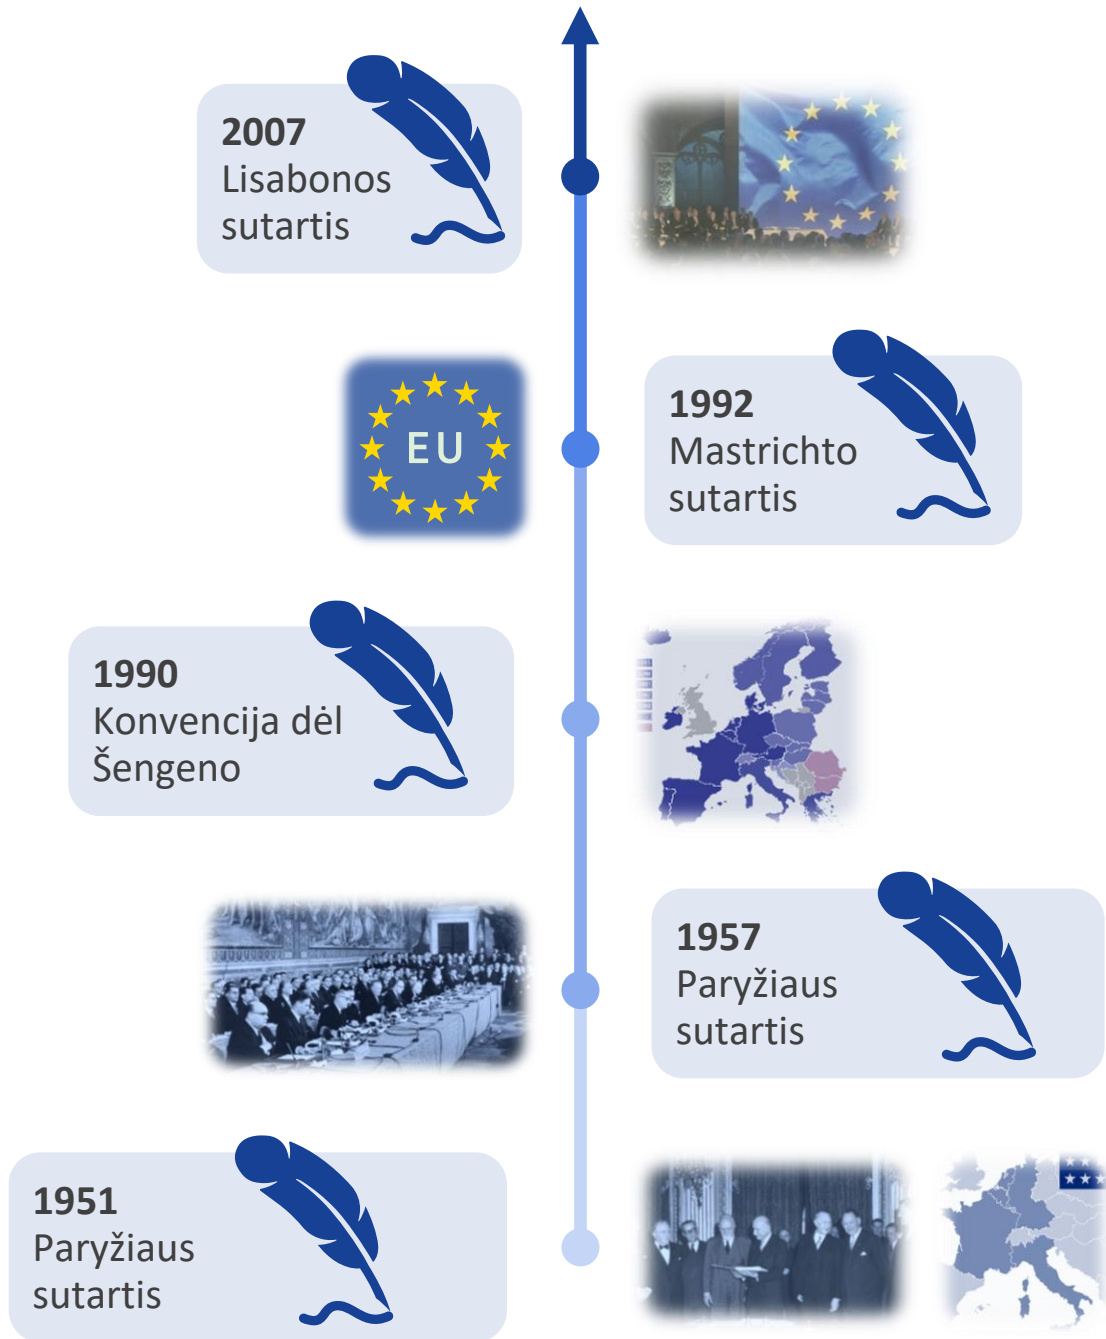 2007
Lisabonos
sutartis
EU
1992
Mastrichto
sutartis
1990
Konvencija dėl
Šengeno
1957
Paryžiaus
sutartis
1951
Paryžiaus
sutartis